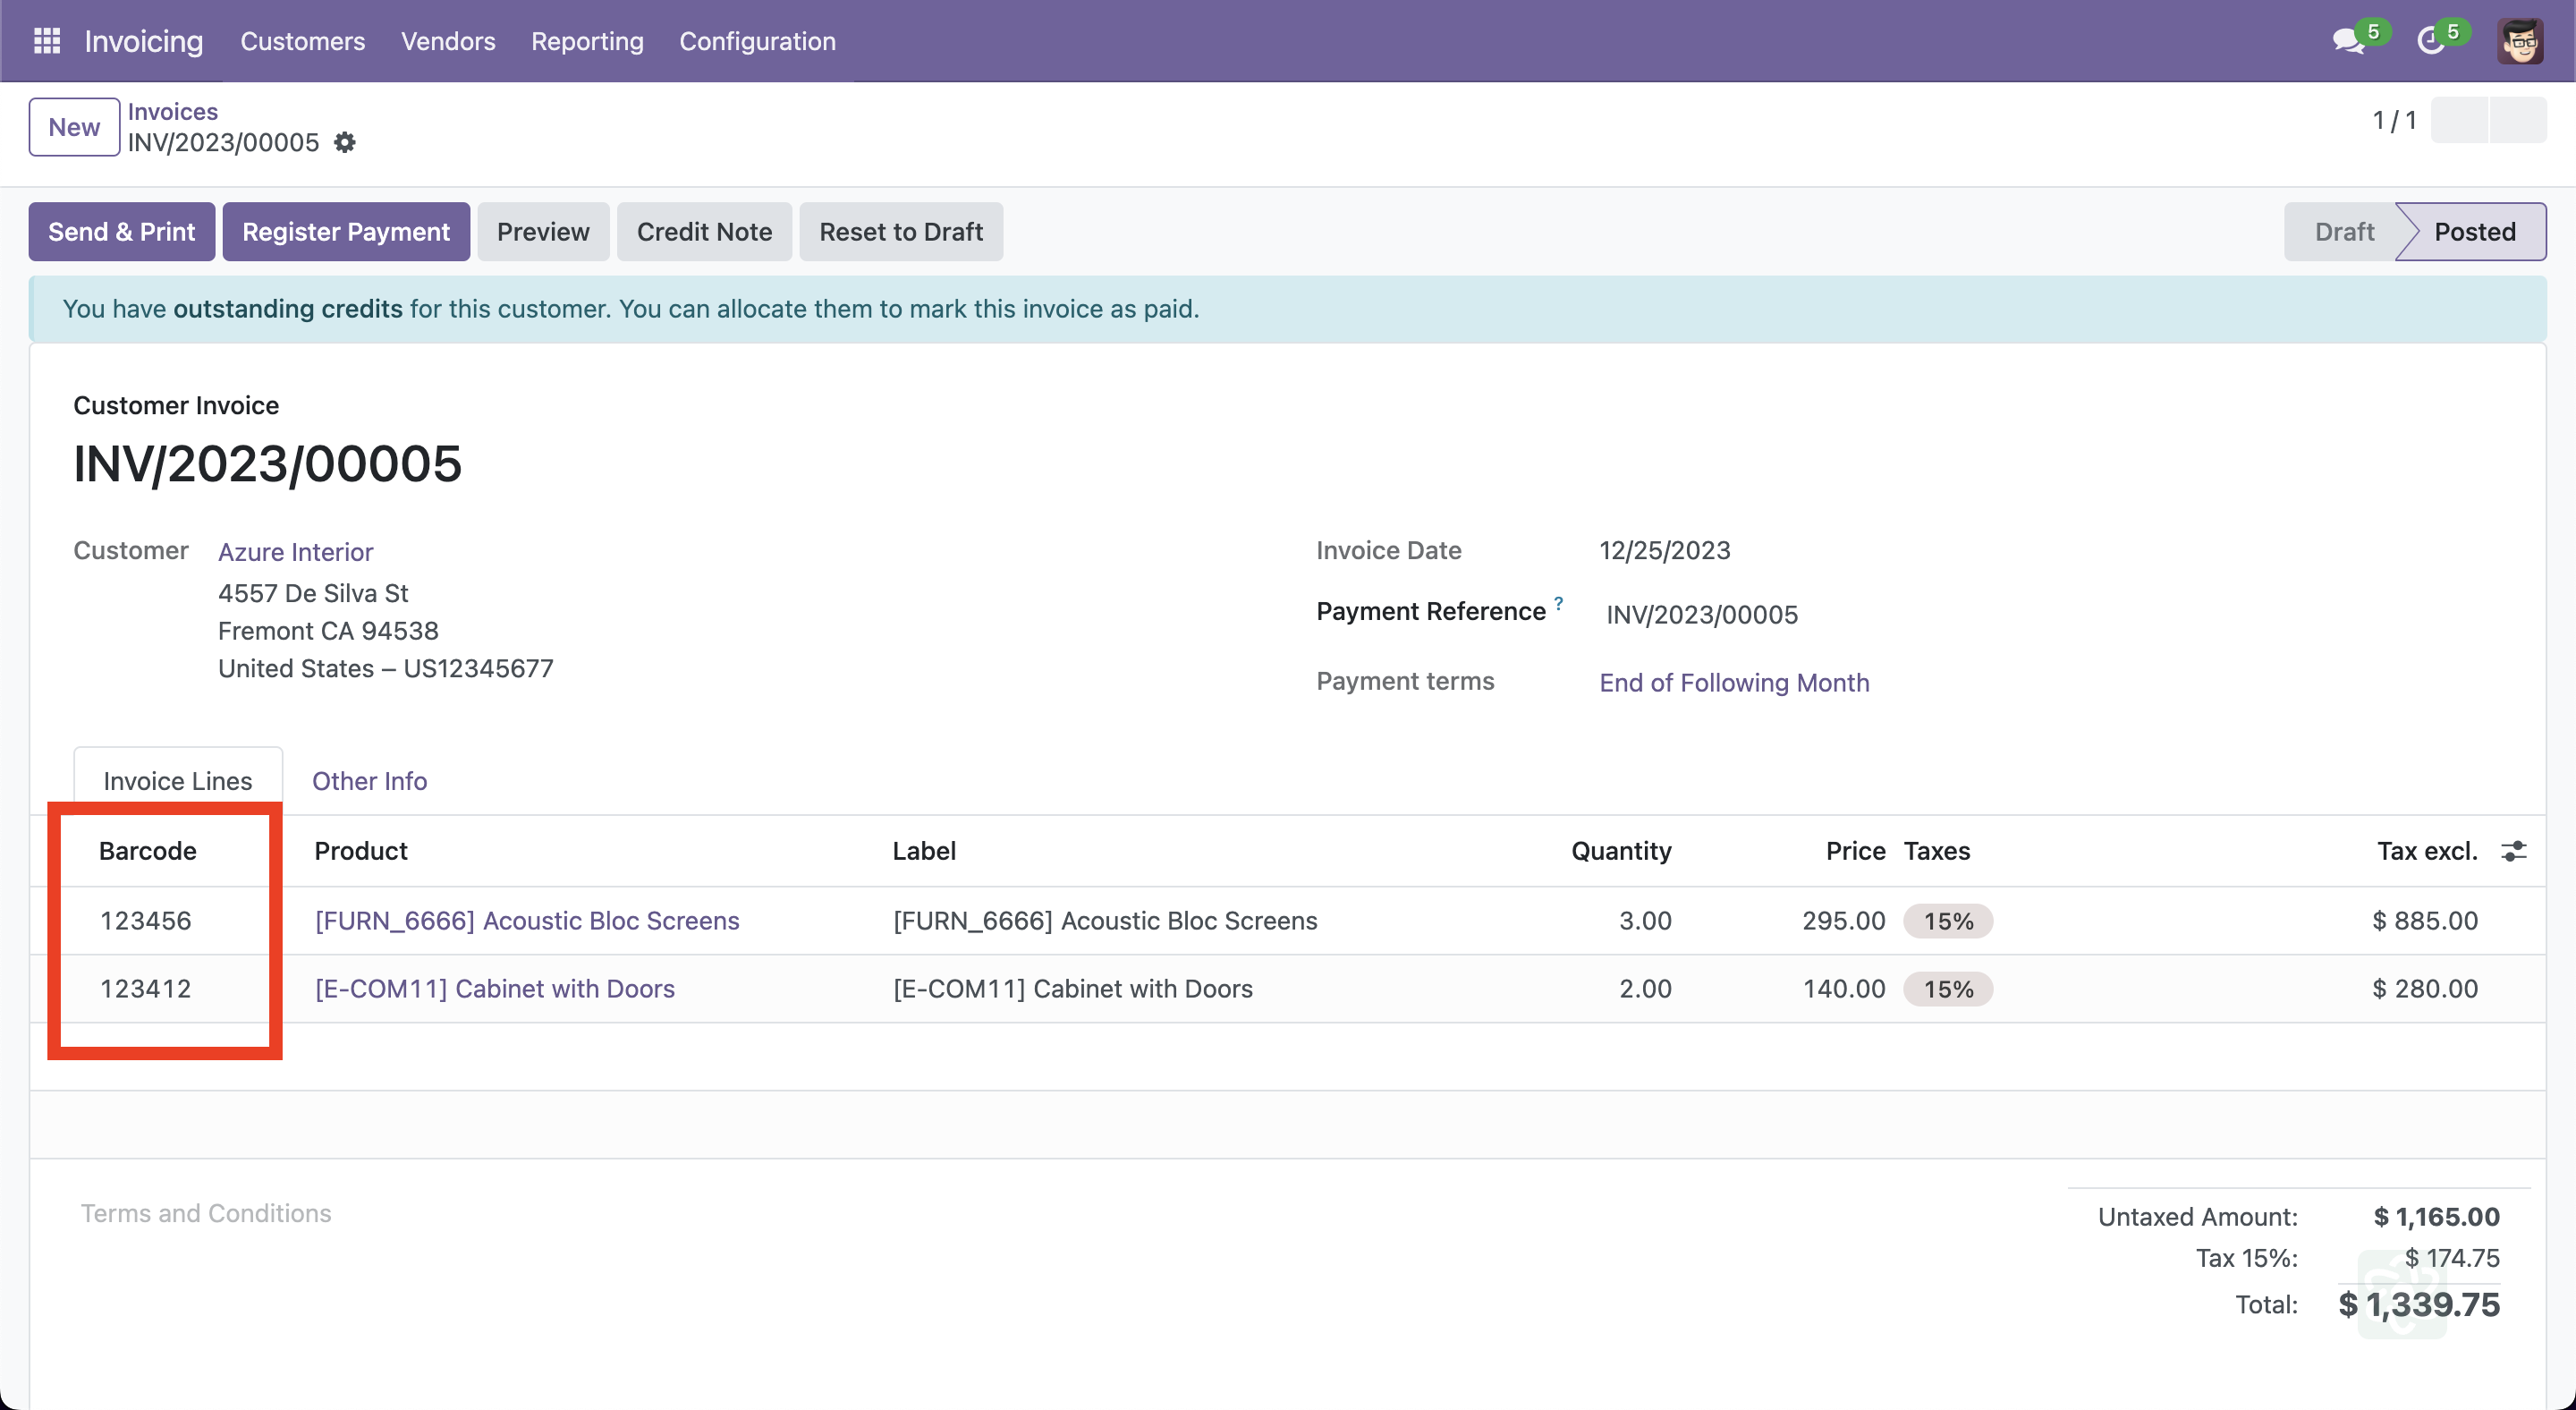 Invoicing Customers Vendors Reporting Configuration 5 5
New Invoices
INV/2023/00005
1 / 1
Send & Print Register Payment Preview Credit Note Reset to Draft Draft Posted
You have outstanding credits for this customer. You can allocate them to mark this invoice as paid.
Customer Invoice
INV/2023/00005
Customer Azure Interior
4557 De Silva St
Fremont CA 94538
United States – US12345677
Invoice Date 12/25/2023
Payment Reference ? INV/2023/00005
Payment terms End of Following Month
Invoice Lines Other Info
Barcode Product Label Quantity Price Taxes Tax excl.
123456 [FURN_6666] Acoustic Bloc Screens [FURN_6666] Acoustic Bloc Screens 3.00 295.00 15% $ 885.00
123412 [E-COM11] Cabinet with Doors [E-COM11] Cabinet with Doors 2.00 140.00 15% $ 280.00
Terms and Conditions
Untaxed Amount: $ 1,165.00
Tax 15%: $ 174.75
Total: $ 1,339.75